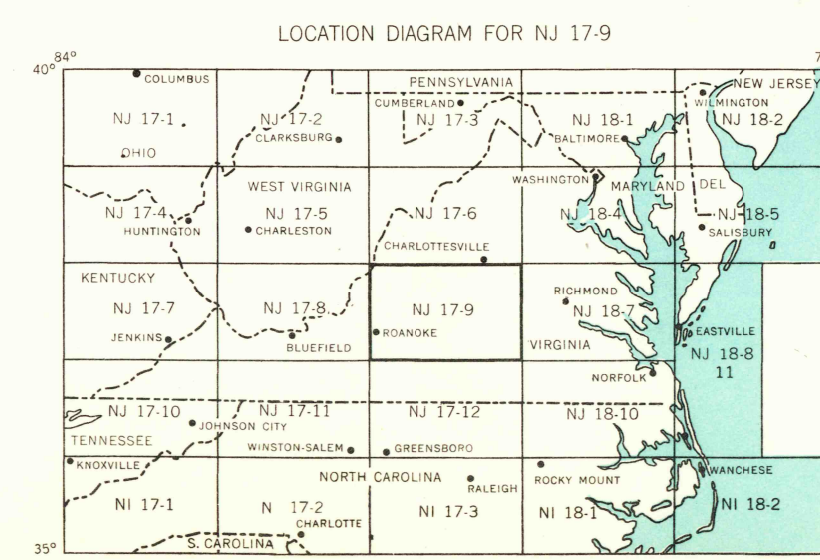 LOCATION DIAGRAM FOR NJ 17-9
84°
40°
7
COLUMBUS
PENNSYLVANIA
NEW JERSEY
CUMBERLAND
WILMINGTON
NJ 17-1
NJ 17-2
NJ 17-3
NJ 18-1
NJ 18-2
CLARKSBURG
BALTIMORE
OHIO
WASHINGTON
WEST VIRGINIA
MARYLAND
DEL
NJ 17-4
NJ 17-5
NJ 17-6
NJ 18-4
NJ 18-5
HUNTINGTON
CHARLESTON
SALISBURY
CHARLOTTESVILLE
KENTUCKY
RICHMOND
NJ 17-7
NJ 17-8
NJ 17-9
NJ 18-7
JENKINS
ROANOKE
EASTVILLE
BLUEFIELD
VIRGINIA
NJ 18-8
11
NORFOLK
NJ 17-10
NJ 17-11
NJ 17-12
NJ 18-10
JOHNSON CITY
TENNESSEE
WINSTON-SALEM
GREENSBORO
KNOXVILLE
WANCHESE
NORTH CAROLINA
ROCKY MOUNT
RALEIGH
NI 17-1
N 17-2
NI 17-3
NI 18-1
NI 18-2
CHARLOTTE
S. CAROLINA
35°